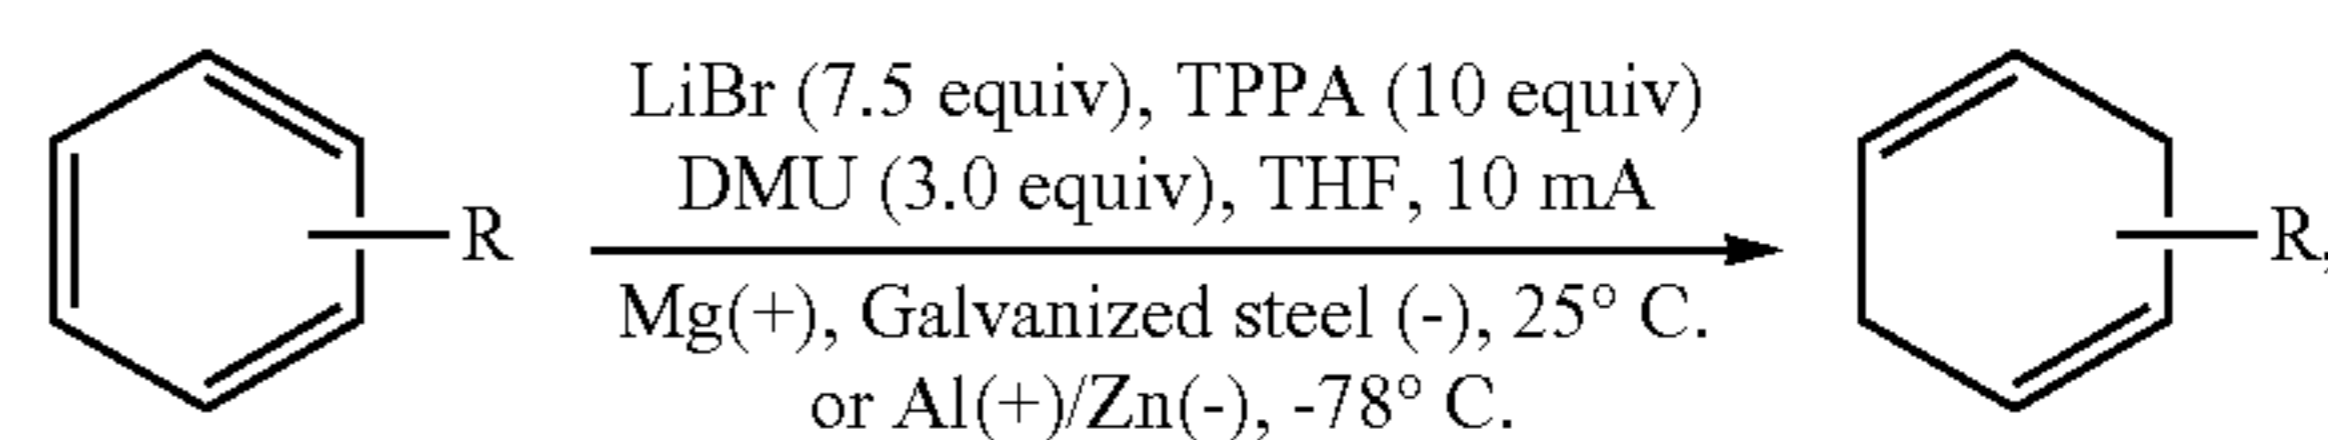 LiBr (7.5 equiv), TPPA (10 equiv)
DMU (3.0 equiv), THF, 10 mA
R
R,
Mg(+), Galvanized steel (-), 25° C.
or Al(+)/Zn(-), -78° C.